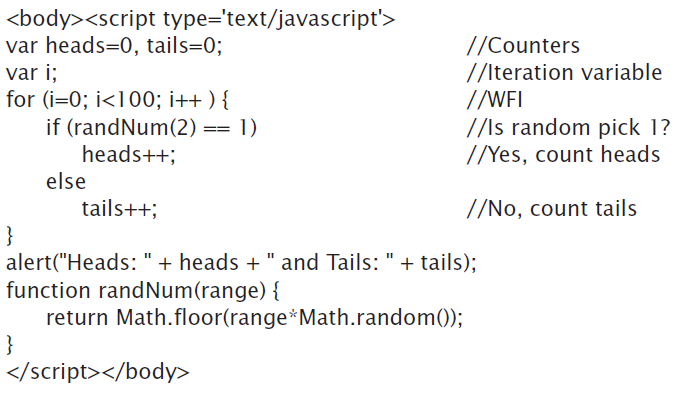 <body><script type='text/javascript'>
var heads=0, tails=0; //Counters
var i; //Iteration variable
for (i=0; i<100; i++ ) { //WFI
if (randNum(2) == 1) //Is random pick 1?
heads++; //Yes, count heads
else
tails++; //No, count tails
}
alert("Heads: " + heads + " and Tails: " + tails);
function randNum(range) {
return Math.floor(range*Math.random());
}
</script></body>